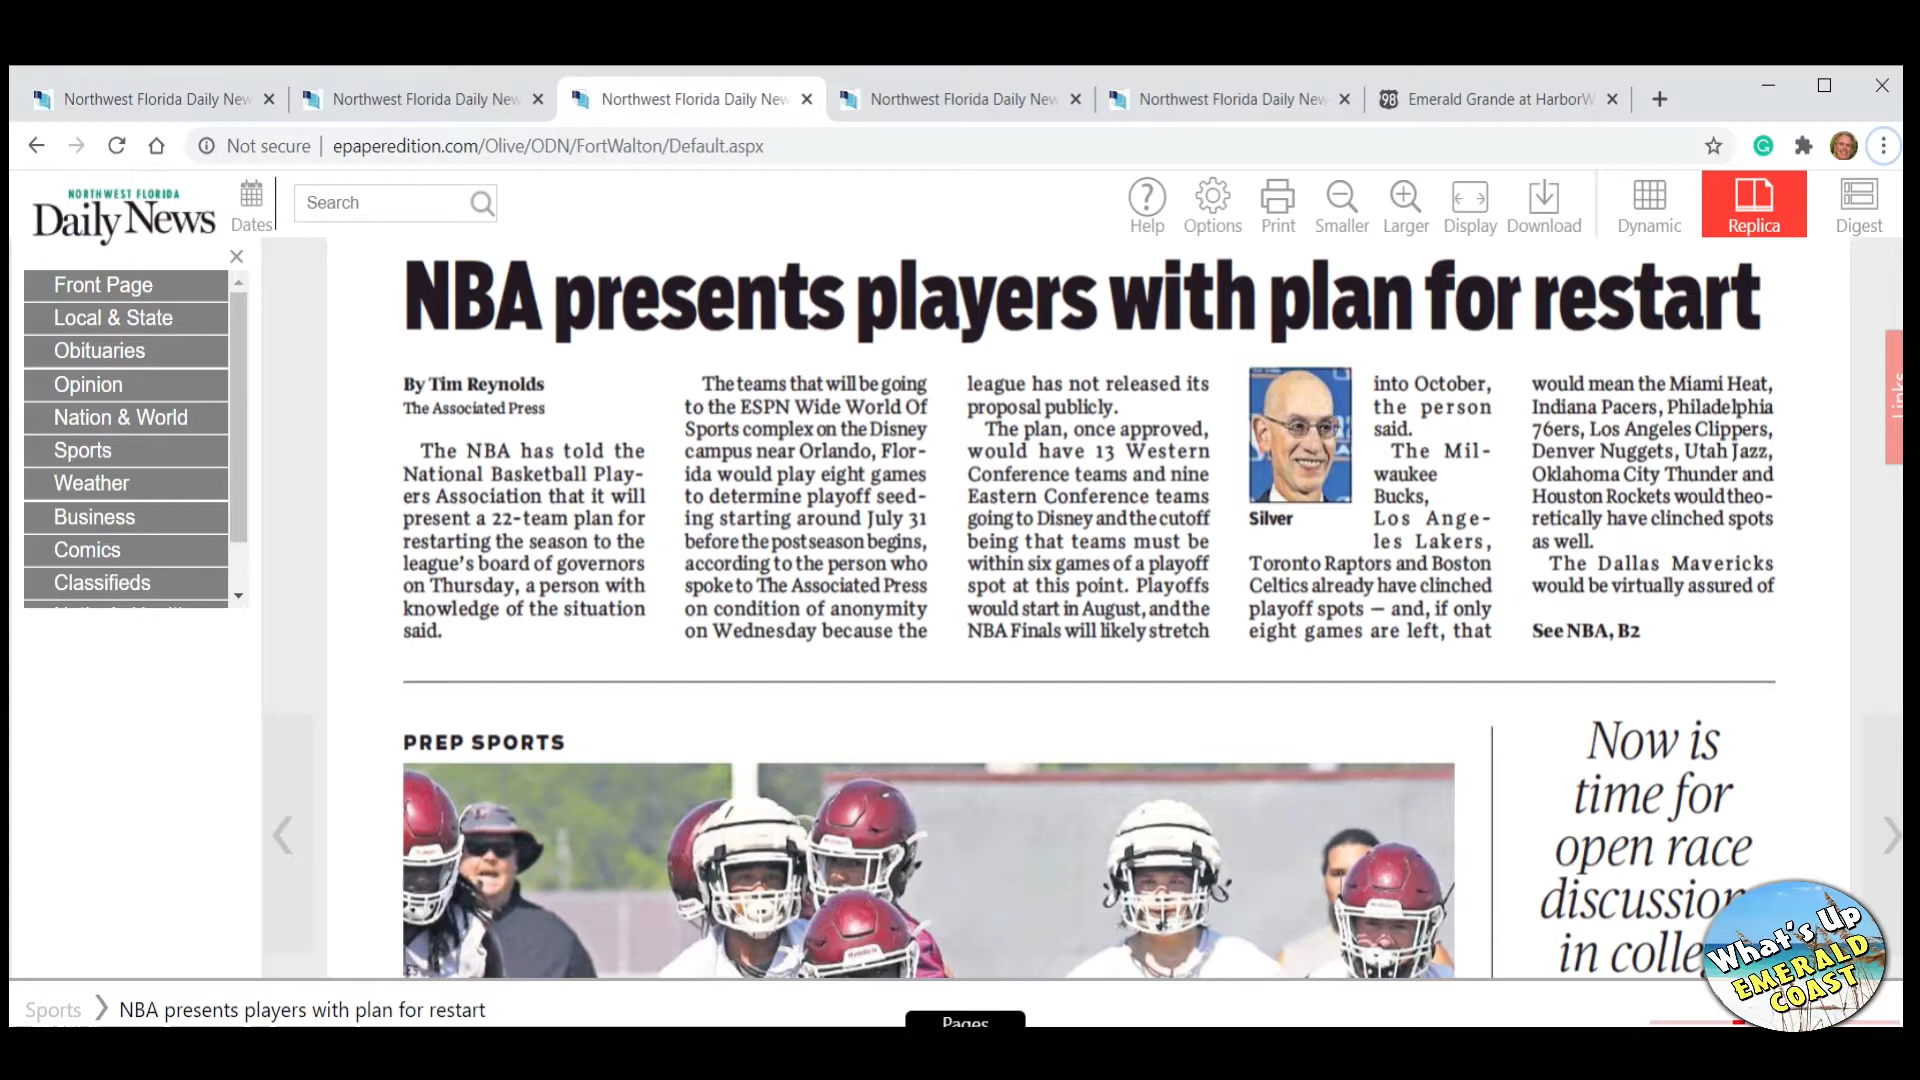 Northwest Florida Daily New
Northwest Florida Daily New
Northwest Florida Daily New
Northwest Florida Daily New
Northwest Florida Daily New
98
Emerald Grande at HarborW
Not secure
epaperedition.com/Olive/ODN/FortWalton/Default.aspx
NORTHWEST FLORIDA
Daily News
Dates
Search
Help
Options
Print
Smaller
Larger
Display
Download
Dynamic
Replica
Digest
Front Page
Local & State
Obituaries
Opinion
Nation & World
Sports
Weather
Business
Comics
Classifieds
Links
NBA presents players with plan for restart
By Tim Reynolds
The Associated Press
The NBA has told the
National Basketball Play-
ers Association that it will
present a 22-team plan for
restarting the season to the
league's board of governors
on Thursday, a person with
knowledge of the situation
said.
The teams that will be going
to the ESPN Wide World Of
Sports complex on the Disney
campus near Orlando, Flor-
ida would play eight games
to determine playoff seed-
ing starting around July 31
before the postseason begins,
according to the person who
spoke to The Associated Press
on condition of anonymity
on Wednesday because the
league has not released its
proposal publicly.
The plan, once approved,
would have 13 Western
Conference teams and nine
Eastern Conference teams
going to Disney and the cutoff
being that teams must be
within six games of a playoff
spot at this point. Playoffs
would start in August, and the
NBA Finals will likely stretch
Silver
into October,
the person
said.
The Mil-
waukee
Bucks,
Los Ange-
les Lakers,
Toronto Raptors and Boston
Celtics already have clinched
playoff spots — and, if only
eight games are left, that
would mean the Miami Heat,
Indiana Pacers, Philadelphia
76ers, Los Angeles Clippers,
Denver Nuggets, Utah Jazz,
Oklahoma City Thunder and
Houston Rockets would theo-
retically have clinched spots
as well.
The Dallas Mavericks
would be virtually assured of
See NBA, B2
PREP SPORTS
Now is
time for
open race
discussion
in colle
What's Up
EMERALD
COAST
Sports
NBA presents players with plan for restart
Pages